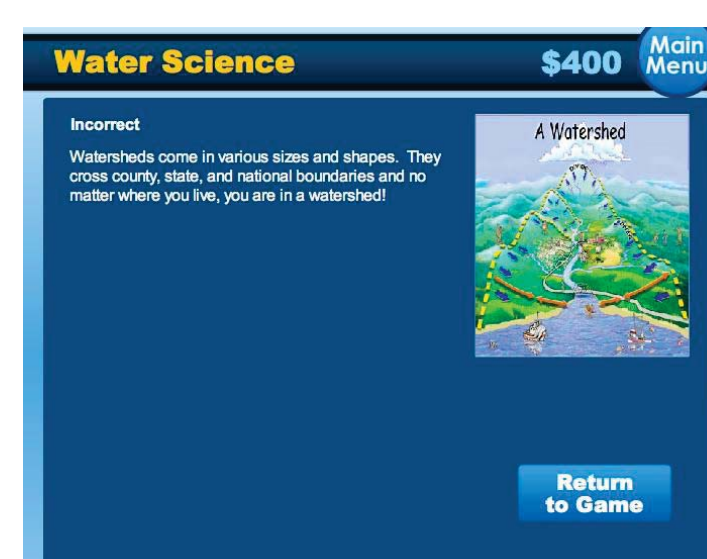 Water Science
$400
Main
Menu
Incorrect
Watersheds come in various sizes and shapes. They
cross county, state, and national boundaries and no
matter where you live, you are in a watershed!
A Watershed
Return
to Game